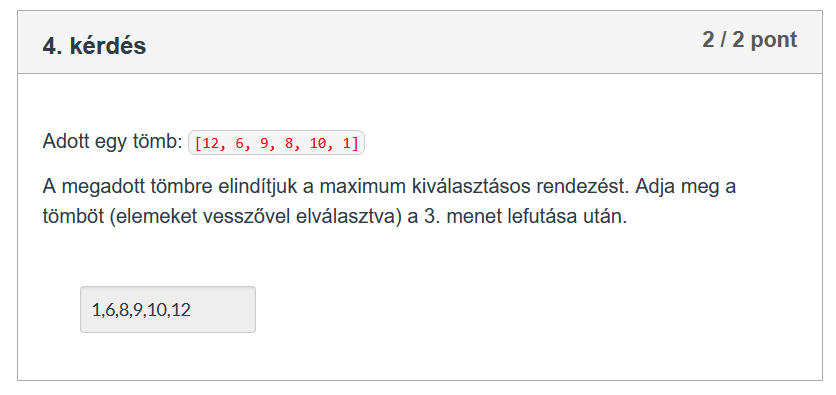 4. kérdés
2 / 2 pont
Adott egy tömb: [12, 6, 9, 8, 10, 1]
A megadott tömbre elindítjuk a maximum kiválasztásos rendezést. Adja meg a
tömböt (elemeket vesszővel elválasztva) a 3. menet lefutása után.
1,6,8,9,10,12